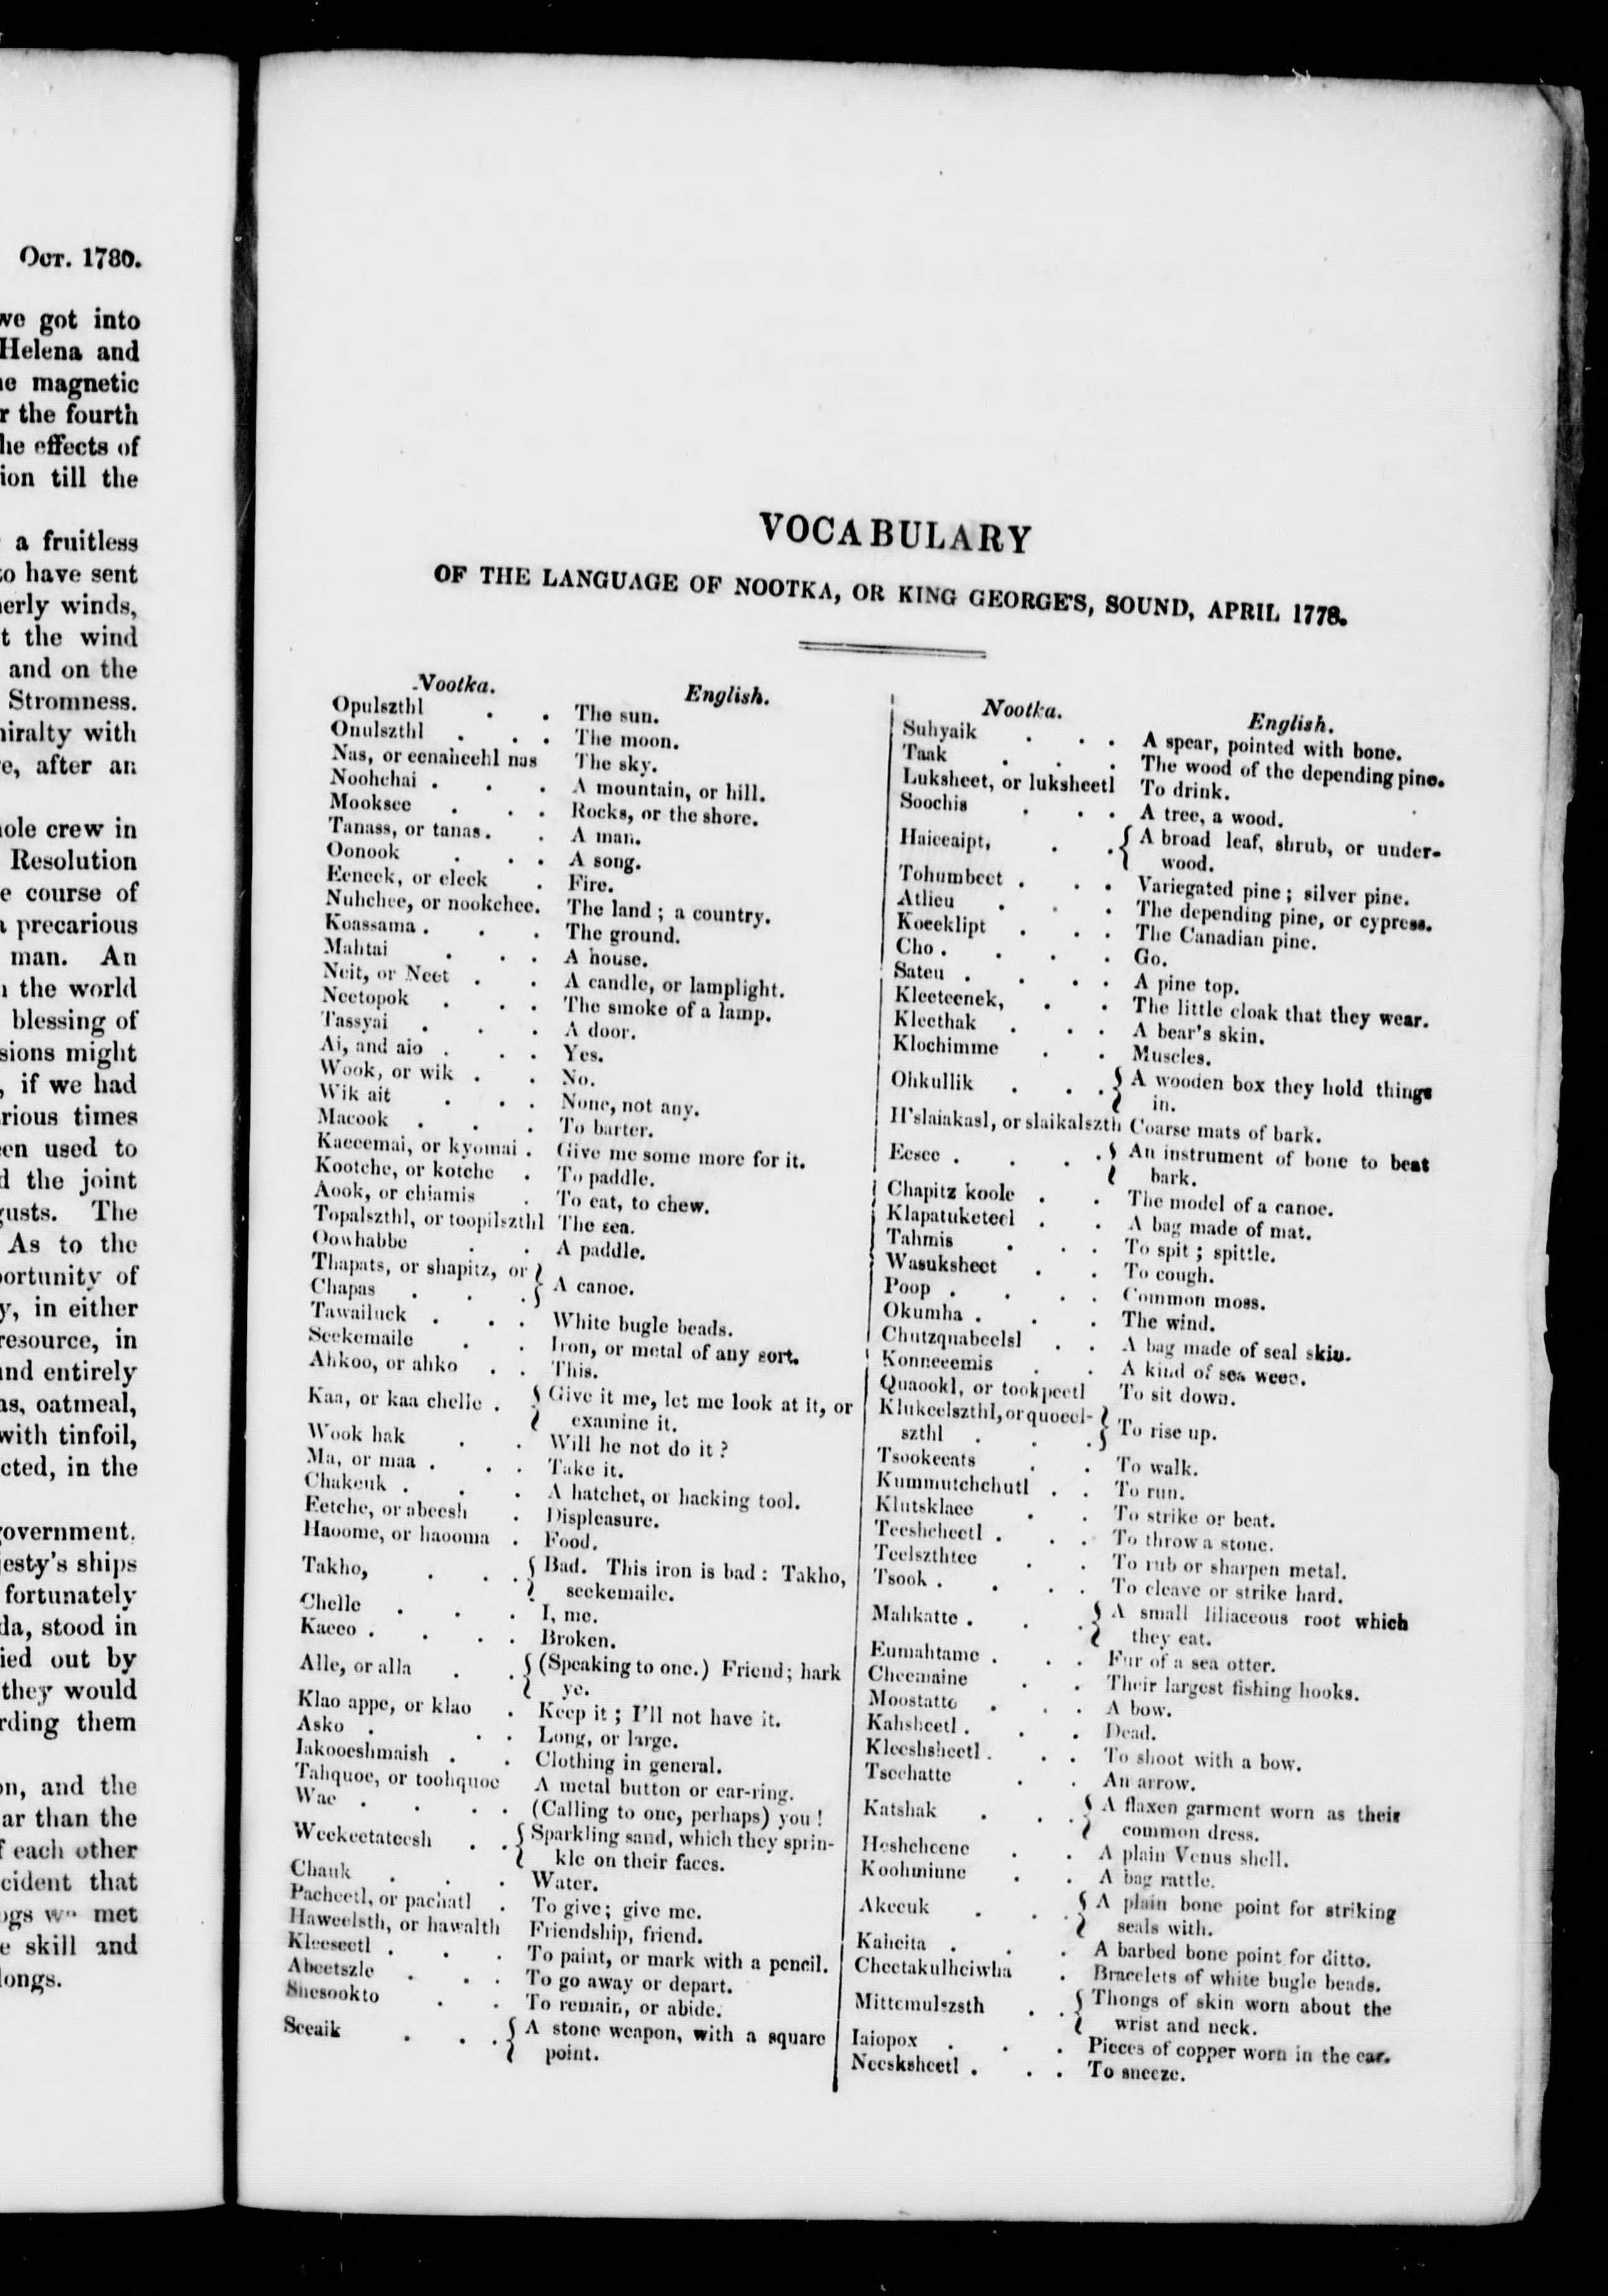 Oct. 1780.
we got into
Helena and
magnetic
the fourth
effects of
till the
a fruitless
have sent
winds,
the wind
and on the
Stromness.
with
after an
crew in
Resolution
course of
precarious
man. An
the world
blessing of
might
if we had
times
used to
the joint
The
As to the
of
in either
resource, in
entirely
oatmeal,
with tinfoil,
in the
government.
ships
fortunately
stood in
out by
they would
them
and the
than the
each other
that
met
skill and
VOCABULARY
OF THE LANGUAGE OF NOOTKA, OR KING GEORGE'S, SOUND, APRIL 1778.
Nootka. English.
Opulszthl . . The sun.
Onulszthl . . . The moon.
Nas, or eenaheehl nas The sky.
Noohchai . . . A mountain, or hill.
Mooksee . . . Rocks, or the shore.
Tanass, or tanas . . A man.
Oonook . . . A song.
Eeneek, or eleek . Fire.
Nuhchee, or nookchee. The land; a country.
Koassama . . . The ground.
Mahtai . . . A house.
Neit, or Neet . . A candle, or lamplight.
Neetopok . . . The smoke of a lamp.
Tassyai . . . A door.
Ai, and aio . . . Yes.
Wook, or wik . . No.
Wik ait . . . None, not any.
Macook . . . To barter.
Kaeeemai, or kyomai . Give me some more for it.
Kootche, or kotche . To paddle.
Aook, or chiamis . To eat, to chew.
Topalszthl, or toopilszthl The sea.
Oowhabbe . . A paddle.
Thapats, or shapitz, or
Chapas . . . } A canoe.
Tawailuck . . . White bugle beads.
Seekemaile . . Iron, or metal of any sort.
Ahkoo, or ahko . . This.
Kaa, or kaa chelle . { Give it me, let me look at it, or
examine it.
Wook hak . . Will he not do it?
Ma, or maa . . . Take it.
Chakeuk . . . A hatchet, or hacking tool.
Eetche, or abeesh . Displeasure.
Haoome, or haooma . Food.
Takho, . . . { Bad. This iron is bad: Takho,
seekemaile.
Chelle . . . I, me.
Kaeeo . . . . Broken.
Alle, or alla . . { (Speaking to one.) Friend; hark
ye.
Klao appe, or klao . Keep it; I'll not have it.
Asko . . . Long, or large.
Iakooeshmaish . . Clothing in general.
Tahquoe, or toohquoe A metal button or ear-ring.
Wae . . . . (Calling to one, perhaps) you!
Weekeetateesh . . { Sparkling sand, which they sprin-
kle on their faces.
Chauk . . . Water.
Pacheetl, or pachatl . To give; give me.
Haweelsth, or hawalth Friendship, friend.
Kleeseetl . . . To paint, or mark with a pencil.
Abeetszle . . . To go away or depart.
Shesookto . . To remain, or abide.
Seeaik . . . { A stone weapon, with a square
point.
Nootka. English.
Suhyaik . . . A spear, pointed with bone.
Taak . . . The wood of the depending pine.
Luksheet, or luksheetl To drink.
Soochis . . . A tree, a wood.
Haieeaipt, . . { A broad leaf, shrub, or under-
wood.
Tohumbeet . . . Variegated pine; silver pine.
Atlieu . . . The depending pine, or cypress.
Koeeklipt . . . The Canadian pine.
Cho . . . . Go.
Sateu . . . . A pine top.
Kleeteenek, . . The little cloak that they wear.
Kleethak . . . A bear's skin.
Klochimme . . Muscles.
Ohkullik . . . { A wooden box they hold things
in.
H'slaiakasl, or slaikalszth Coarse mats of bark.
Eesee . . . . { An instrument of bone to beat
bark.
Chapitz koole . . The model of a canoe.
Klapatuketeel . . A bag made of mat.
Tahmis . . . To spit; spittle.
Wasuksheet . . To cough.
Poop . . . . Common moss.
Okumha . . . The wind.
Chutzquabeelsl . . A bag made of seal skin.
Konneeemis . . A kind of sea weed.
Quaookl, or tookpeetl To sit down.
Klukeelszthl, or quoeel-
szthl . . . } To rise up.
Tsookeeats . . To walk.
Kummutchchutl . . To run.
Klutsklaee . . To strike or beat.
Teeshcheetl . . . To throw a stone.
Teelszthtee . . To rub or sharpen metal.
Tsook . . . . To cleave or strike hard.
Mahkatte . . . { A small liliaceous root which
they eat.
Eumahtame . . . Fur of a sea otter.
Cheemaine . . Their largest fishing hooks.
Moostatte . . . A bow.
Kahsheetl . . . Dead.
Kleeshsheetl . . . To shoot with a bow.
Tseehatte . . An arrow.
Katshak . . . { A flaxen garment worn as their
common dress.
Heshcheene . . A plain Venus shell.
Koohminne . . A bag rattle.
Akeeuk . . . { A plain bone point for striking
seals with.
Kaheita . . . A barbed bone point for ditto.
Cheetakulheiwha . Bracelets of white bugle beads.
Mittemulszsth . . { Thongs of skin worn about the
wrist and neck.
Iaiopox . . . Pieces of copper worn in the ear.
Neesksheetl . . . To sneeze.